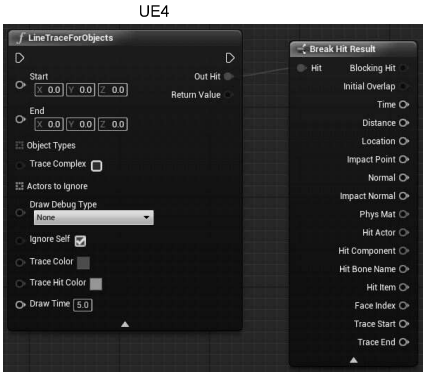 UE4
f LineTraceForObjects
Start
Out Hit
X 0.0 Y 0.0 Z 0.0
Return Value
End
X 0.0 Y 0.0 Z 0.0
Object Types
Trace Complex
Actors to Ignore
Draw Debug Type
None
Ignore Self
Trace Color
Trace Hit Color
Draw Time 5.0
Break Hit Result
Hit Blocking Hit
Initial Overlap
Time
Distance
Location
Impact Point
Normal
Impact Normal
Phys Mat
Hit Actor
Hit Component
Hit Bone Name
Hit Item
Face Index
Trace Start
Trace End